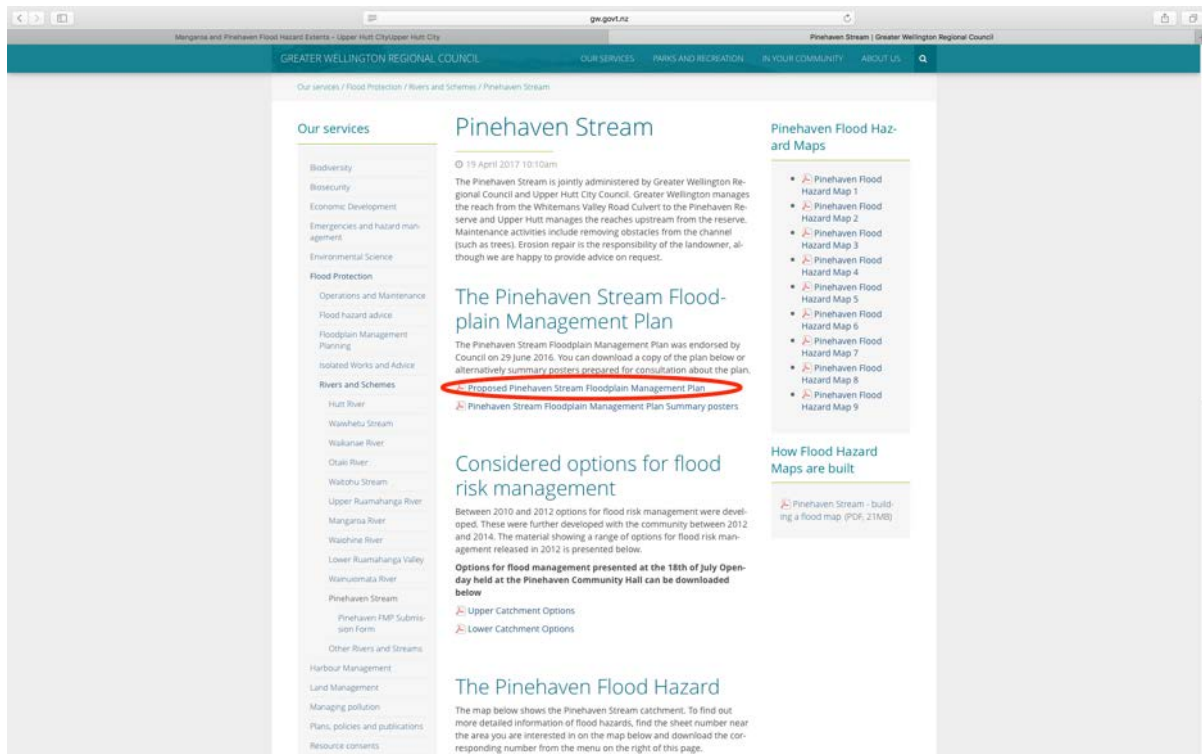 gw.govt.nz
Mangaroa and Pinehaven Flood Hazard Extents - Upper Hutt CityUpper Hutt City
Pinehaven Stream | Greater Wellington Regional Council
GREATER WELLINGTON REGIONAL COUNCIL
OUR SERVICES PARKS AND RECREATION IN YOUR COMMUNITY ABOUT US
Our services / Flood Protection / Rivers and Schemes / Pinehaven Stream
Our services
Biodiversity
Biosecurity
Economic Development
Emergencies and hazard man-
agement
Environmental Science
Flood Protection
Operations and Maintenance
Flood hazard advice
Floodplain Management
Planning
Isolated Works and Advice
Rivers and Schemes
Hutt River
Waiwhetu Stream
Waikanae River
Otaki River
Waitohu Stream
Upper Ruamahanga River
Mangaroa River
Waiohine River
Lower Ruamahanga Valley
Wainuiomata River
Pinehaven Stream
Pinehaven FMP Submis-
sion Form
Other Rivers and Streams
Harbour Management
Land Management
Managing pollution
Plans, policies and publications
Resource consents
Pinehaven Stream
19 April 2017 10:10am
The Pinehaven Stream is jointly administered by Greater Wellington Re-
gional Council and Upper Hutt City Council. Greater Wellington manages
the reach from the Whitemans Valley Road Culvert to the Pinehaven Re-
serve and Upper Hutt manages the reaches upstream from the reserve.
Maintenance activities include removing obstacles from the channel
(such as trees). Erosion repair is the responsibility of the landowner, al-
though we are happy to provide advice on request.
The Pinehaven Stream Flood-
plain Management Plan
The Pinehaven Stream Floodplain Management Plan was endorsed by
Council on 29 June 2016. You can download a copy of the plan below or
alternatively summary posters prepared for consultation about the plan.
Proposed Pinehaven Stream Floodplain Management Plan
Pinehaven Stream Floodplain Management Plan Summary posters
Considered options for flood
risk management
Between 2010 and 2012 options for flood risk management were devel-
oped. These were further developed with the community between 2012
and 2014. The material showing a range of options for flood risk man-
agement released in 2012 is presented below.
Options for flood management presented at the 18th of July Open-
day held at the Pinehaven Community Hall can be downloaded
below
Upper Catchment Options
Lower Catchment Options
The Pinehaven Flood Hazard
The map below shows the Pinehaven Stream catchment. To find out
more detailed information of flood hazards, find the sheet number near
the area you are interested in on the map below and download the cor-
responding number from the menu on the right of this page.
Pinehaven Flood Haz-
ard Maps
Pinehaven Flood
Hazard Map 1
Pinehaven Flood
Hazard Map 2
Pinehaven Flood
Hazard Map 3
Pinehaven Flood
Hazard Map 4
Pinehaven Flood
Hazard Map 5
Pinehaven Flood
Hazard Map 6
Pinehaven Flood
Hazard Map 7
Pinehaven Flood
Hazard Map 8
Pinehaven Flood
Hazard Map 9
How Flood Hazard
Maps are built
Pinehaven Stream - build-
ing a flood map (PDF, 21MB)